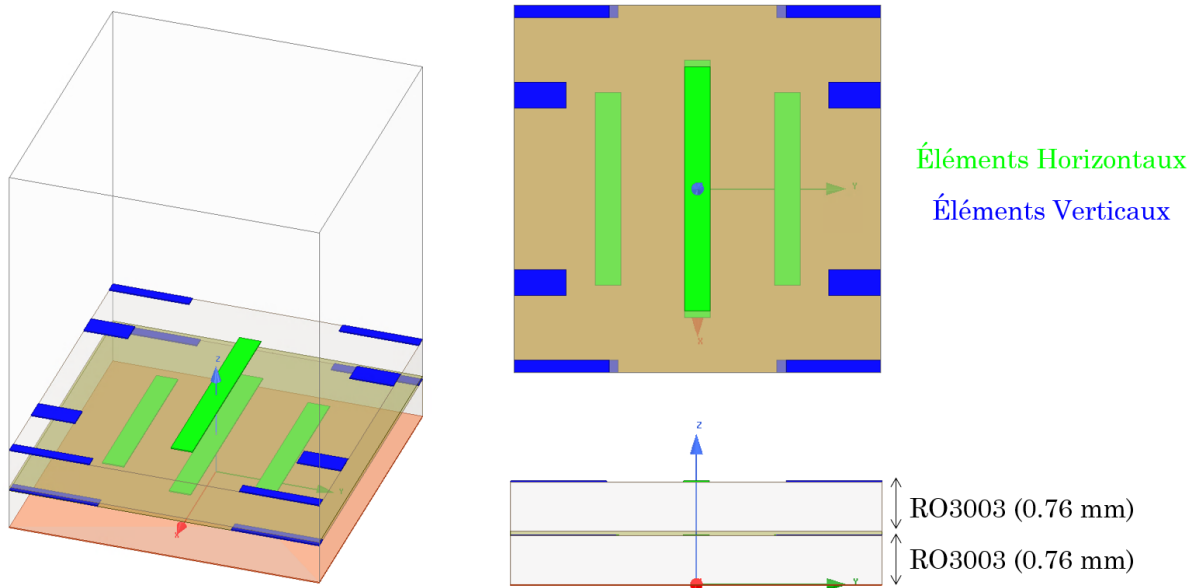 Z
Y
X
Y
X
Éléments Horizontaux
Éléments Verticaux
Z
Y
RO3003 (0.76 mm)
RO3003 (0.76 mm)